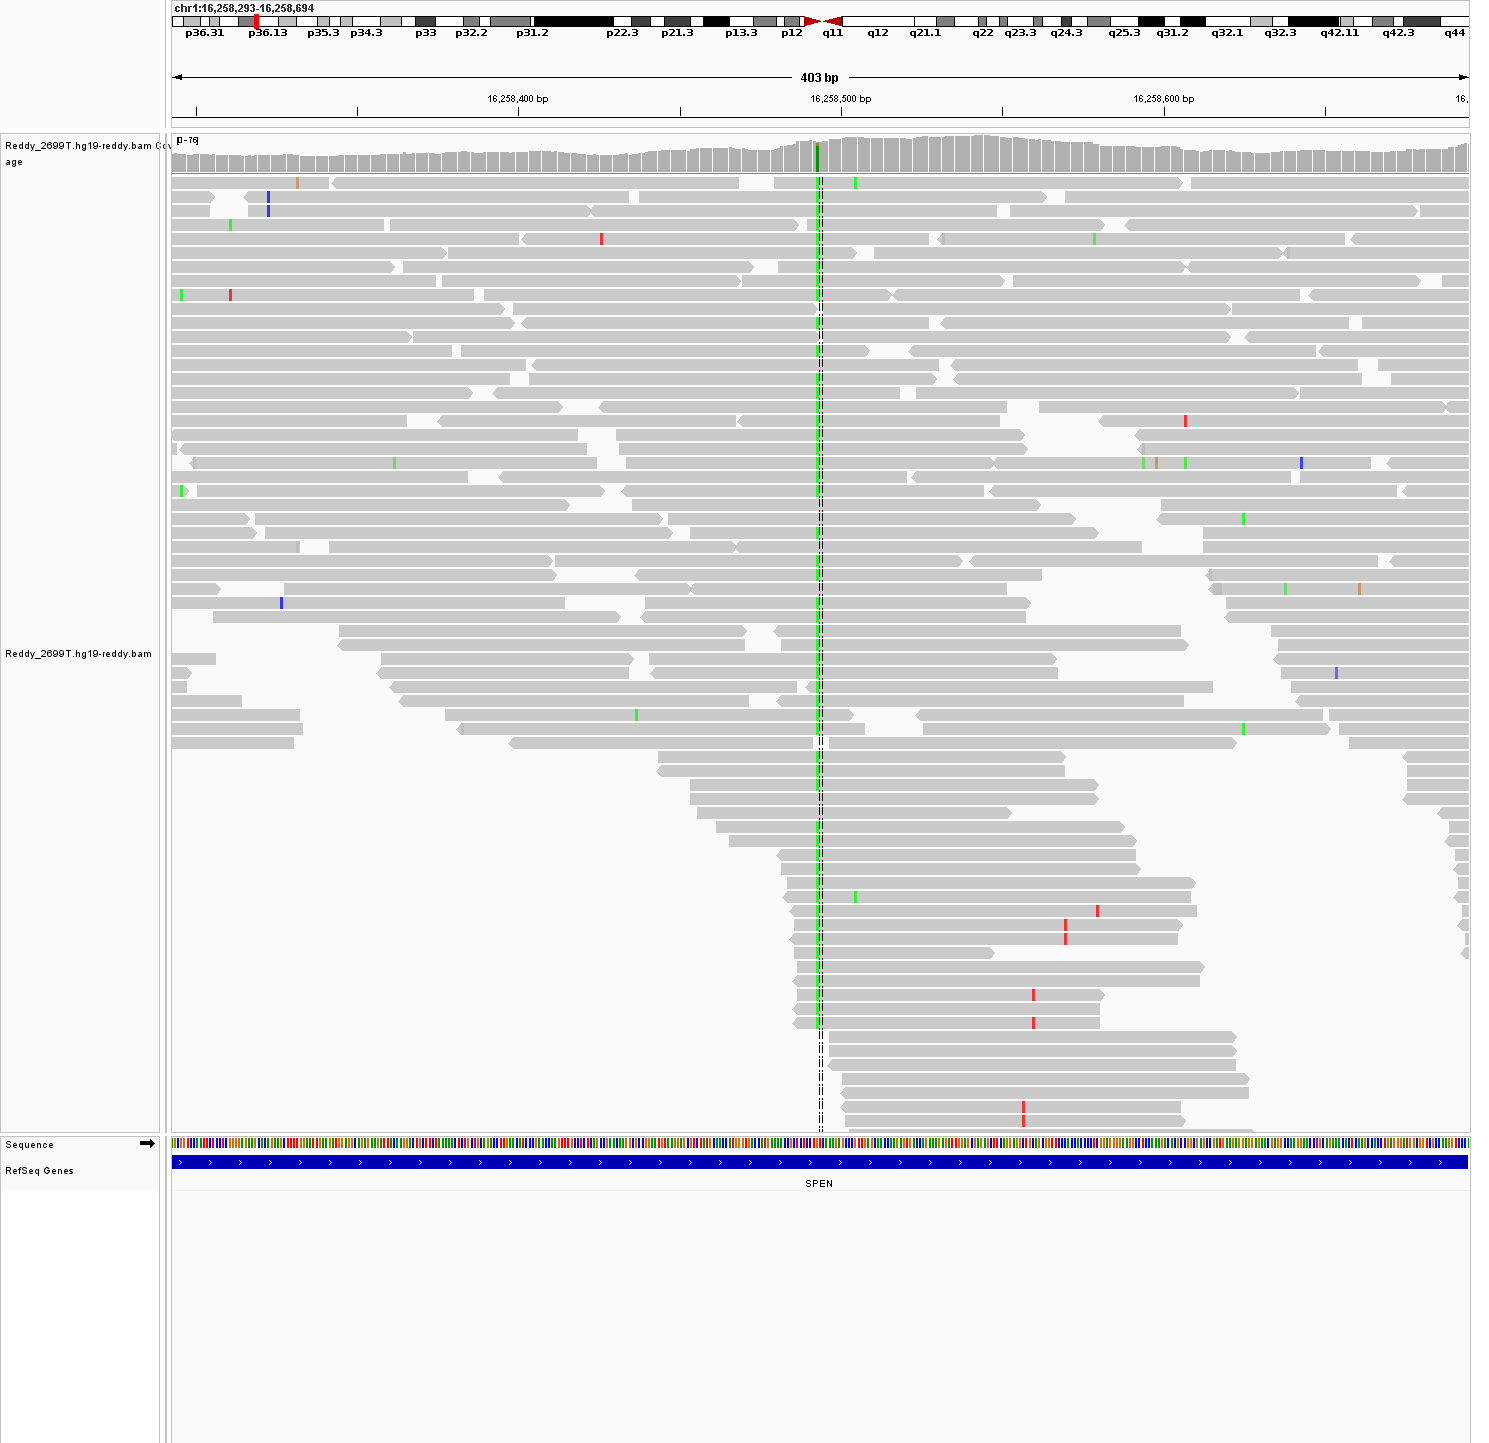 chr1:16,258,293-16,258,694
p36.31 p36.13 p35.3 p34.3 p33 p32.2 p31.2 p22.3 p21.3 p13.3 p12 q11 q12 q21.1 q22 q23.3 q24.3 q25.3 q31.2 q32.1 q32.3 q42.11 q42.3 q44
403 bp
16,258,400 bp 16,258,500 bp 16,258,600 bp 16,
[0-76]
Reddy_2699T.hg19-reddy.bam Cov
age
Reddy_2699T.hg19-reddy.bam
Sequence
RefSeq Genes
SPEN